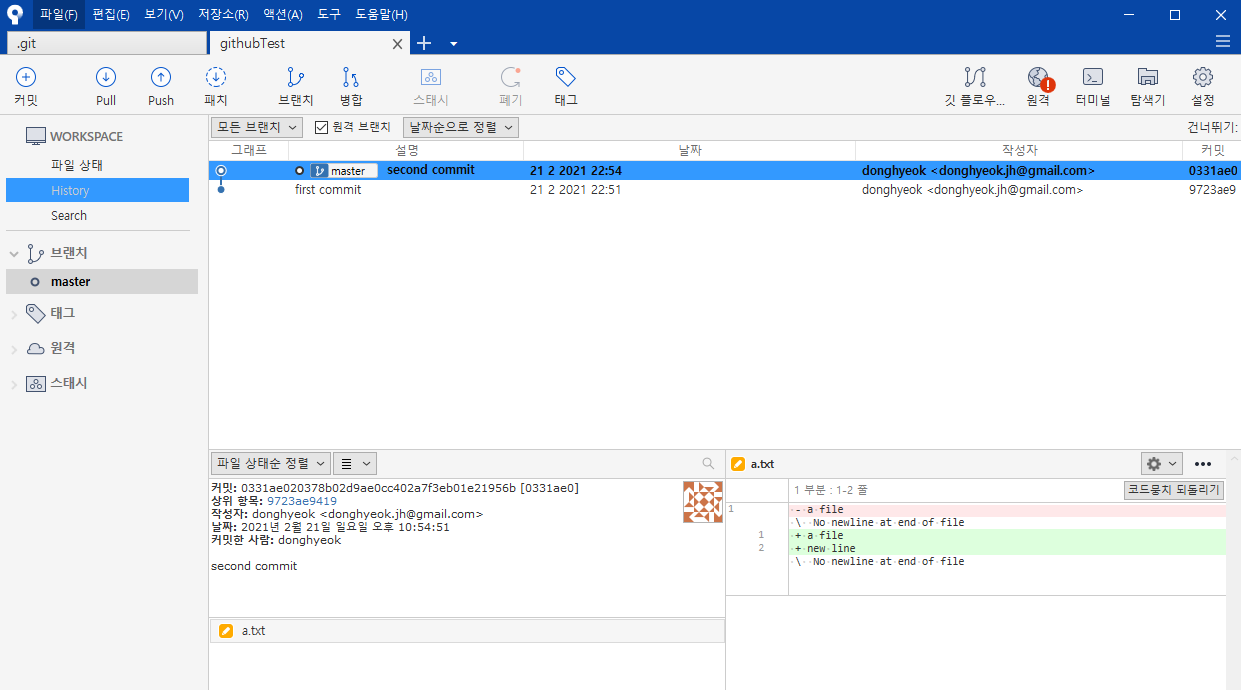 파일(F) 편집(E) 보기(V) 저장소(R) 액션(A) 도구 도움말(H)
.git githubTest
커밋 Pull Push 패치 브랜치 병합 스태시 폐기 태그 깃 플로우... 원격 터미널 탐색기 설정
WORKSPACE
파일 상태
History
Search
브랜치
master
태그
원격
스태시
모든 브랜치 원격 브랜치 날짜순으로 정렬 건너뛰기:
그래프 설명 날짜 작성자 커밋
master second commit 21 2 2021 22:54 donghyeok <donghyeok.jh@gmail.com> 0331ae0
first commit 21 2 2021 22:51 donghyeok <donghyeok.jh@gmail.com> 9723ae9
파일 상태순 정렬
커밋: 0331ae020378b02d9ae0cc402a7f3eb01e21956b [0331ae0]
상위 항목: 9723ae9419
작성자: donghyeok <donghyeok.jh@gmail.com>
날짜: 2021년 2월 21일 일요일 오후 10:54:51
커밋한 사람: donghyeok
second commit
a.txt
a.txt
1 부분 : 1-2 줄 코드뭉치 되돌리기
1 - a file
\ No newline at end of file
1 + a file
2 + new line
\ No newline at end of file